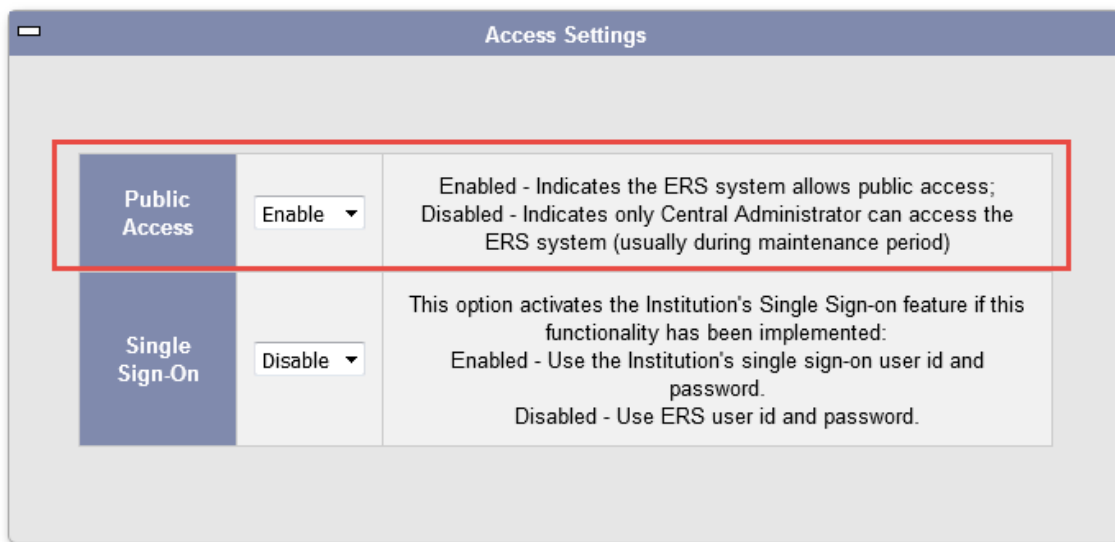 Access Settings
Public
Access
Enable
Enabled - Indicates the ERS system allows public access;
Disabled - Indicates only Central Administrator can access the
ERS system (usually during maintenance period)
Single
Sign-On
Disable
This option activates the Institution's Single Sign-on feature if this
functionality has been implemented:
Enabled - Use the Institution's single sign-on user id and
password.
Disabled - Use ERS user id and password.